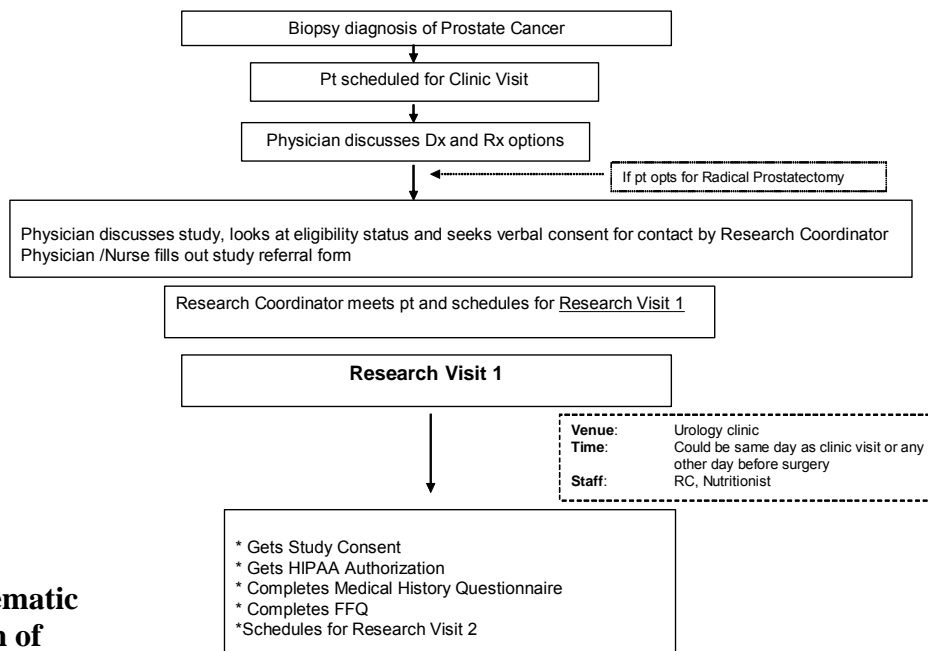 Biopsy diagnosis of Prostate Cancer
Pt scheduled for Clinic Visit
Physician discusses Dx and Rx options
If pt opts for Radical Prostatectomy
Physician discusses study, looks at eligibility status and seeks verbal consent for contact by Research Coordinator
Physician /Nurse fills out study referral form
Research Coordinator meets pt and schedules for Research Visit 1
Research Visit 1
Venue: Urology clinic
Time: Could be same day as clinic visit or any
other day before surgery
Staff: RC, Nutritionist
* Gets Study Consent
* Gets HIPAA Authorization
* Completes Medical History Questionnaire
* Completes FFQ
*Schedules for Research Visit 2
ematic
of